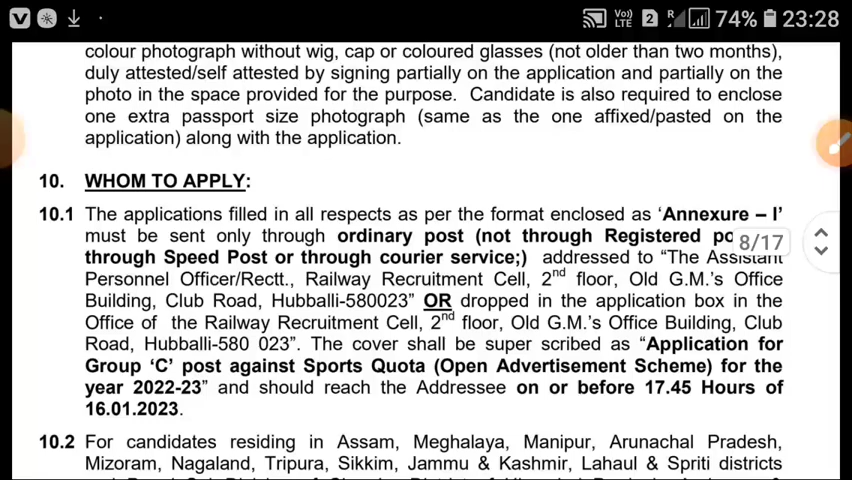 V Vo)) LTE 2 R 74% 23:28
colour photograph without wig, cap or coloured glasses (not older than two months),
duly attested/self attested by signing partially on the application and partially on the
photo in the space provided for the purpose. Candidate is also required to enclose
one extra passport size photograph (same as the one affixed/pasted on the
application) along with the application.
10. WHOM TO APPLY:
10.1 The applications filled in all respects as per the format enclosed as ‘Annexure – I’
must be sent only through ordinary post (not through Registered
through Speed Post or through courier service;) addressed to “The Assistant
8/17
Personnel Officer/Rectt., Railway Recruitment Cell, 2nd floor, Old G.M.’s Office
Building, Club Road, Hubballi-580023” OR dropped in the application box in the
Office of the Railway Recruitment Cell, 2nd floor, Old G.M.’s Office Building, Club
Road, Hubballi-580 023”. The cover shall be super scribed as “Application for
Group ‘C’ post against Sports Quota (Open Advertisement Scheme) for the
year 2022-23” and should reach the Addressee on or before 17.45 Hours of
16.01.2023.
10.2 For candidates residing in Assam, Meghalaya, Manipur, Arunachal Pradesh,
Mizoram, Nagaland, Tripura, Sikkim, Jammu & Kashmir, Lahaul & Spriti districts